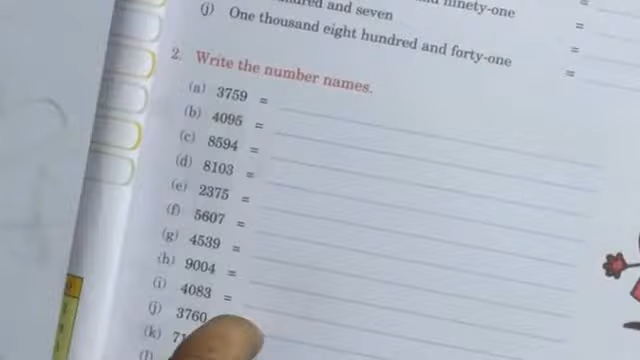 ninety-one =
and seven =
(j) One thousand eight hundred and forty-one =
2. Write the number names.
(a) 3759 =
(b) 4095 =
(c) 8594 =
(d) 8103 =
(e) 2375 =
(f) 5607 =
(g) 4539 =
(h) 9004 =
(i) 4083 =
(j) 3760
(k)
(l)